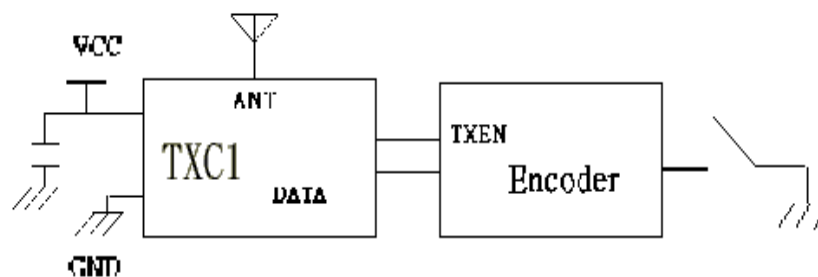 VCC
ANT
TXEN
TXC1
Encoder
DATA
GND